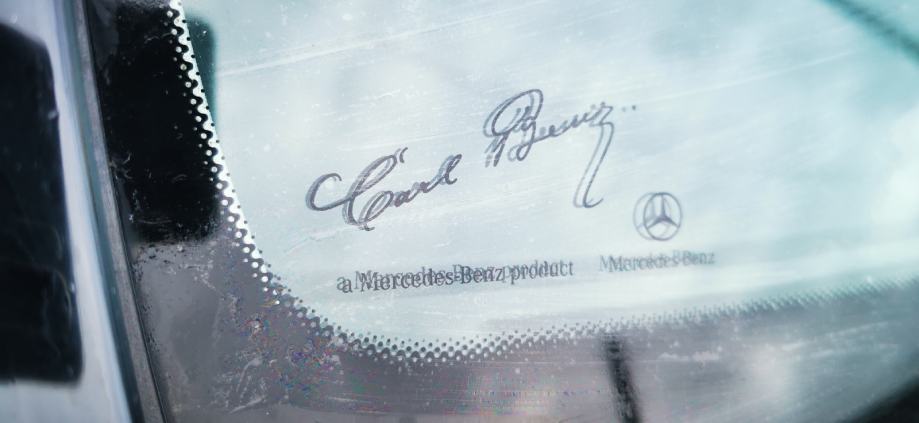 Carl Benz
a Mercedes-Benz product
Mercedes-Benz